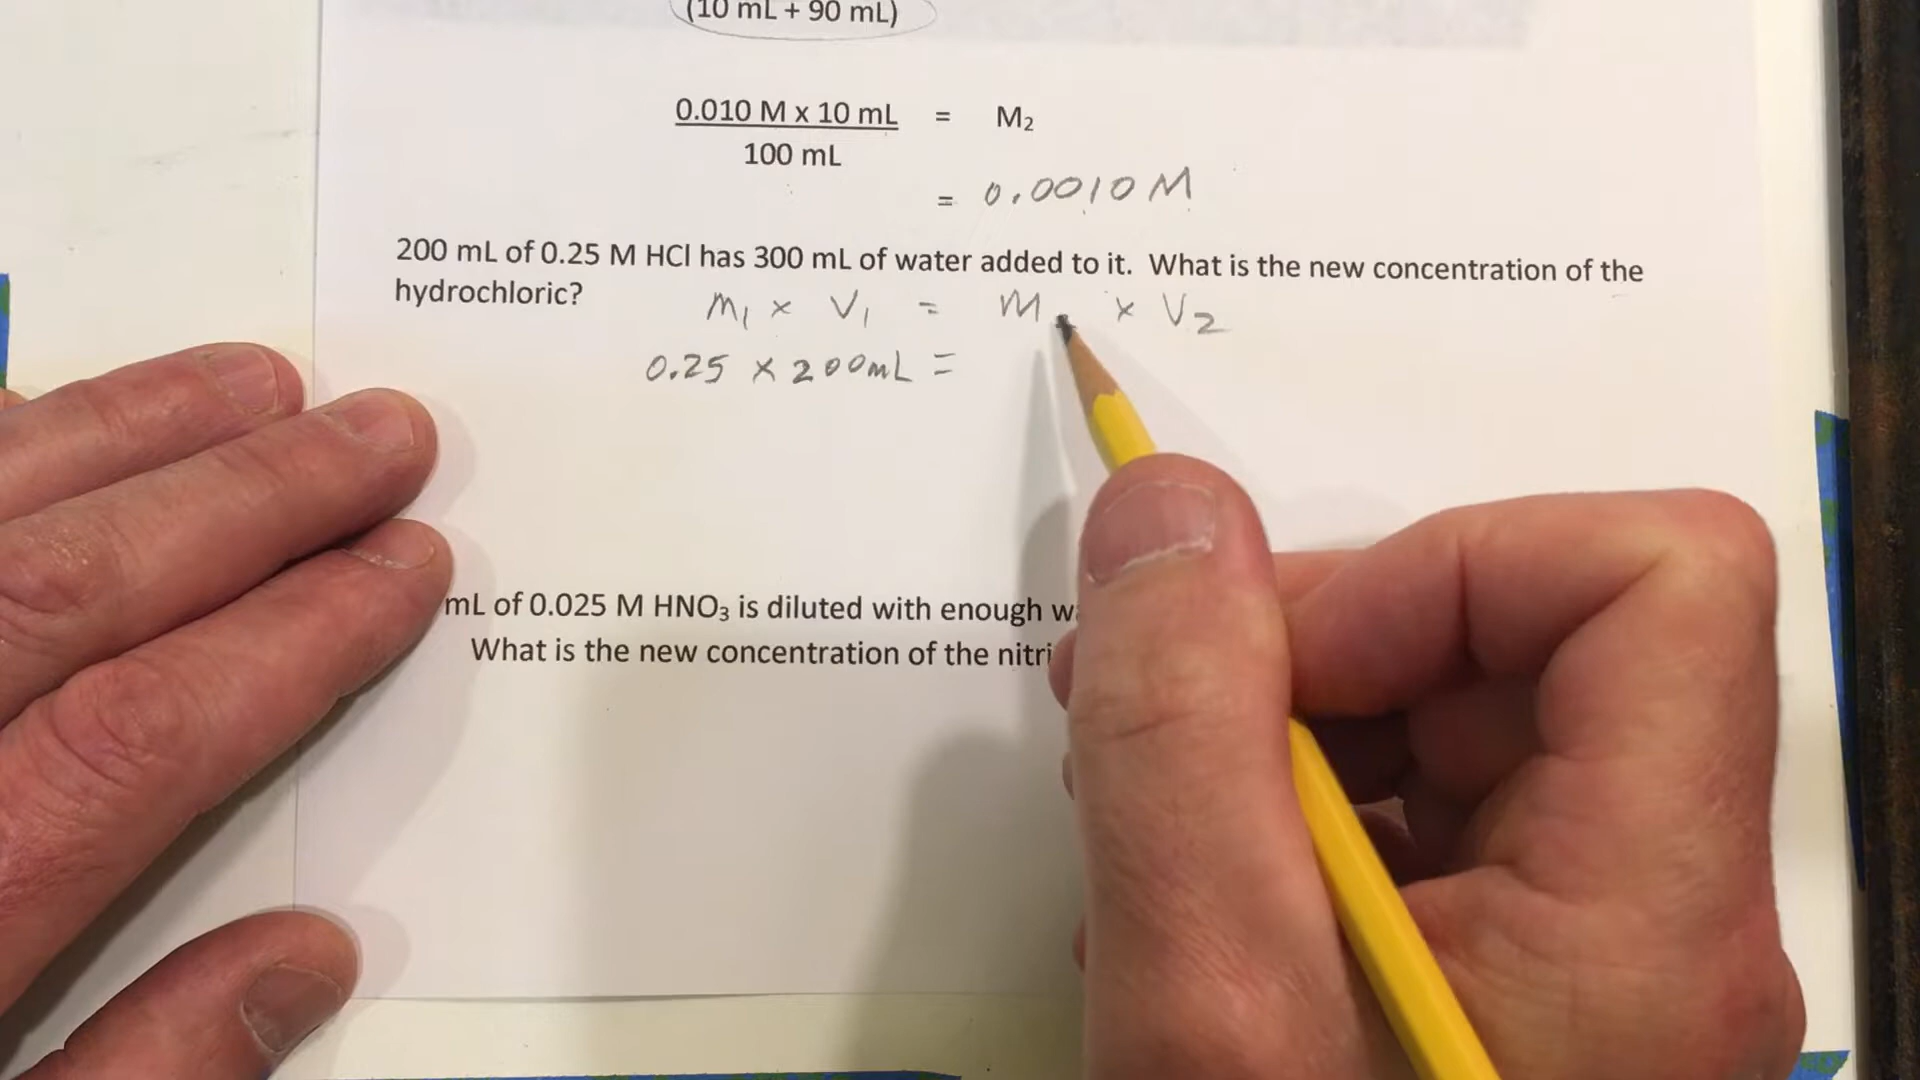 (10 mL + 90 mL)
0.010 M x 10 mL = M₂
100 mL
= 0.0010 M
200 mL of 0.25 M HCl has 300 mL of water added to it. What is the new concentration of the
hydrochloric?
M₁ × V₁ = M × V₂
0.25 × 200mL =
mL of 0.025 M HNO₃ is diluted with enough
What is the new concentration of the